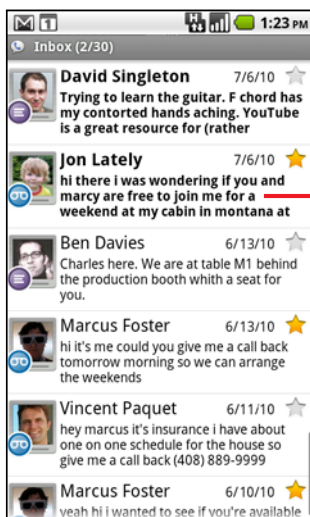 1
H
1:23 PM
Inbox (2/30)
David Singleton 7/6/10
Trying to learn the guitar. F chord has
my contorted hands aching. YouTube
is a great resource for (rather
Jon Lately 7/6/10
hi there i was wondering if you and
marcy are free to join me for a
weekend at my cabin in montana at
Ben Davies 6/13/10
Charles here. We are at table M1 behind
the production booth whith a seat for
you.
Marcus Foster 6/13/10
hi it's me could you give me a call back
tomorrow morning so we can arrange
the weekends
Vincent Paquet 6/11/10
hey marcus it's insurance i have about
one on one schedule for the house so
give me a call back (408) 889-9999
Marcus Foster 6/10/10
yeah hi i wanted to see if you're available